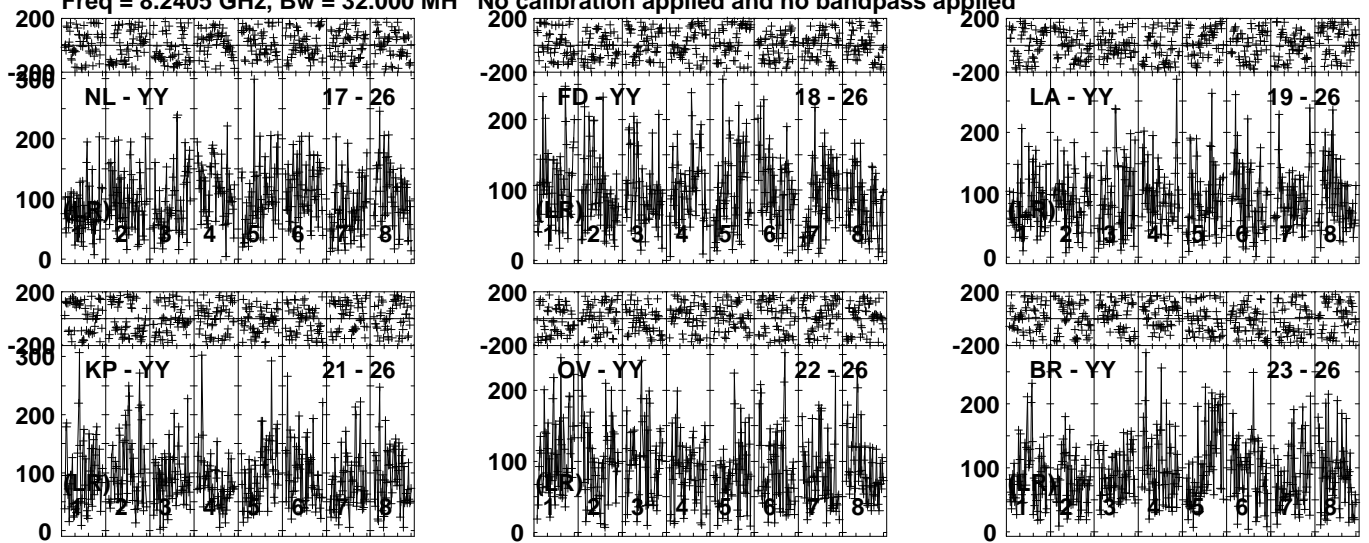 Freq = 8.2405 GHz, Bw = 32.000 MH No calibration applied and no bandpass applied
200 200 200
-200 -200 -200
300
NL - YY 17 - 26 FD - YY 18 - 26 LA - YY 19 - 26
200 200 200
100 100 100
(LR) (LR) (LR)
1 2 3 4 5 6 7 8 1 2 3 4 5 6 7 8 1 2 3 4 5 6 7 8
0 0 0
200 200 200
-200 -200 -200
300
KP - YY 21 - 26 OV - YY 22 - 26 BR - YY 23 - 26
200 200 200
100 100 100
(LR) (LR) (LR)
1 2 3 4 5 6 7 8 1 2 3 4 5 6 7 8 1 2 3 4 5 6 7 8
0 0 0